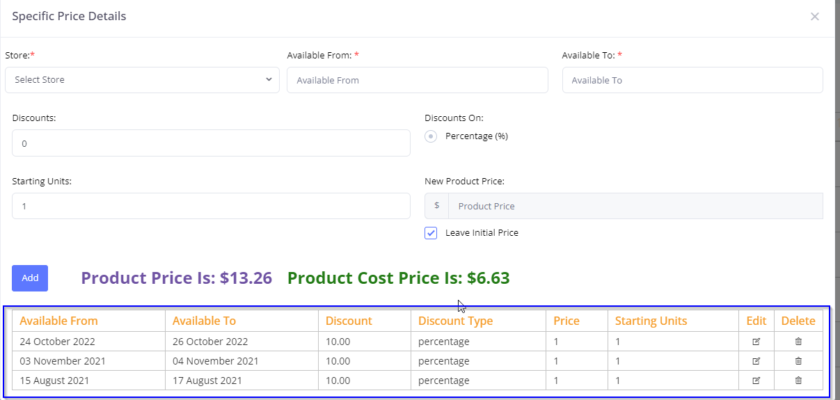 Specific Price Details
Store:* Available From: * Available To: *
Select Store Available From Available To
Discounts: Discounts On:
0 Percentage (%)
Starting Units: New Product Price:
1 $ Product Price
Leave Initial Price
Add Product Price Is: $13.26 Product Cost Price Is: $6.63
Available From Available To Discount Discount Type Price Starting Units Edit Delete
24 October 2022 26 October 2022 10.00 percentage 1 1
03 November 2021 04 November 2021 10.00 percentage 1 1
15 August 2021 17 August 2021 10.00 percentage 1 1